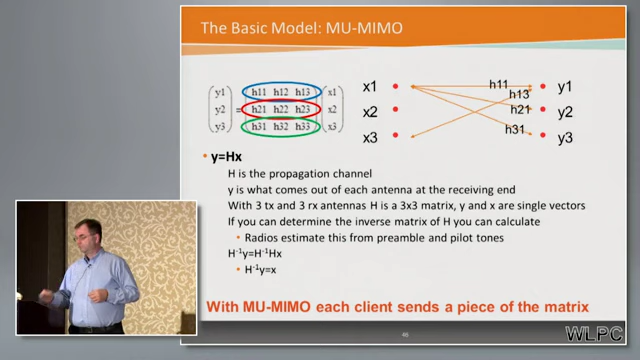 The Basic Model: MU-MIMO
y1 h11 h12 h13 x1
y2 = h21 h22 h23 x2
y3 h31 h32 h33 x3
x1 h11 y1
h13
x2 h21 y2
h31
x3 y3
• y=Hx
H is the propagation channel
y is what comes out of each antenna at the receiving end
With 3 tx and 3 rx antennas H is a 3x3 matrix, y and x are single vectors
If you can determine the inverse matrix of H you can calculate
• Radios estimate this from preamble and pilot tones
H⁻¹y=H⁻¹Hx
• H⁻¹y=x
With MU-MIMO each client sends a piece of the matrix
46
WLPC